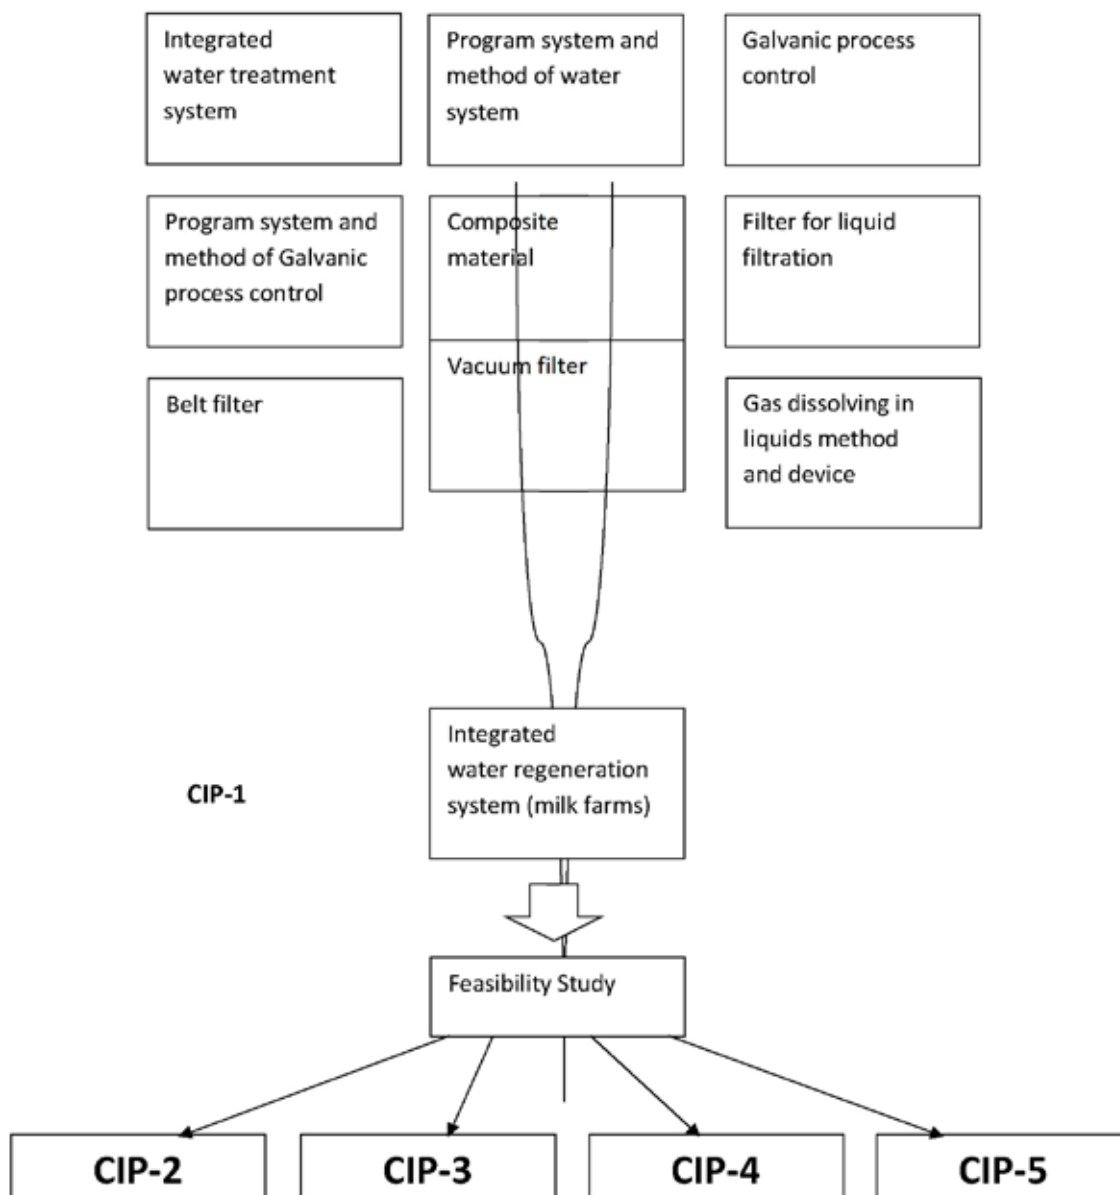 Integrated
water treatment
system
Program system and
method of water
system
Galvanic process
control
Program system and
method of Galvanic
process control
Composite
material
Filter for liquid
filtration
Belt filter
Vacuum filter
Gas dissolving in
liquids method
and device
CIP-1
Integrated
water regeneration
system (milk farms)
Feasibility Study
CIP-2
CIP-3
CIP-4
CIP-5